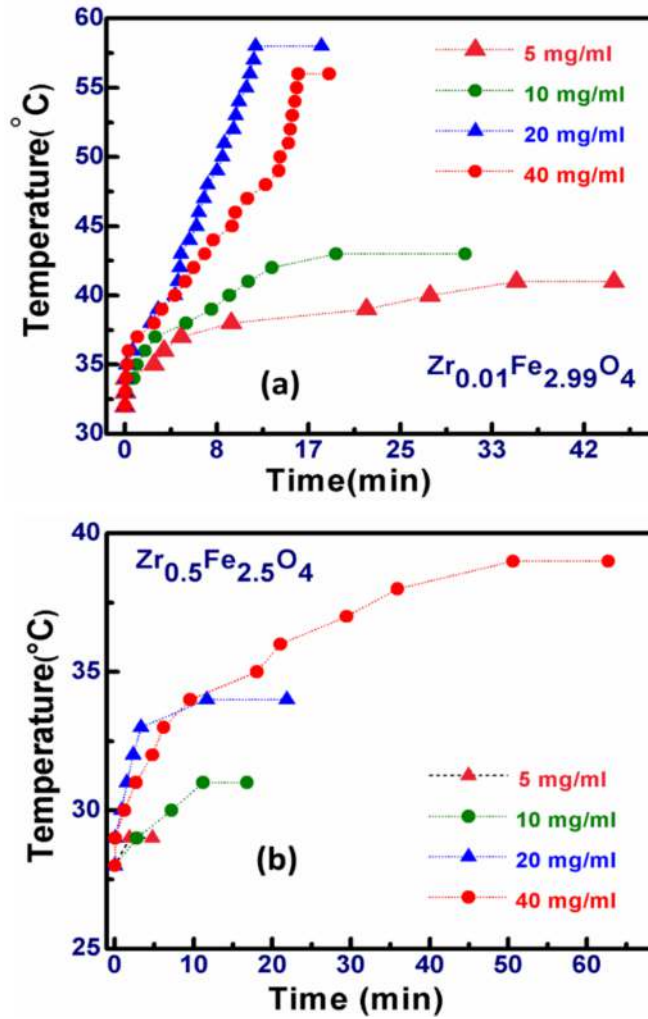 60
55
50
45
40
35
30
Temperature(°C)
5 mg/ml
10 mg/ml
20 mg/ml
40 mg/ml
(a)
Zr0.01Fe2.99O4
0 8 17 25 33 42
Time(min)
40
35
30
25
Temperature(°C)
Zr0.5Fe2.5O4
5 mg/ml
10 mg/ml
20 mg/ml
40 mg/ml
(b)
0 10 20 30 40 50 60
Time (min)